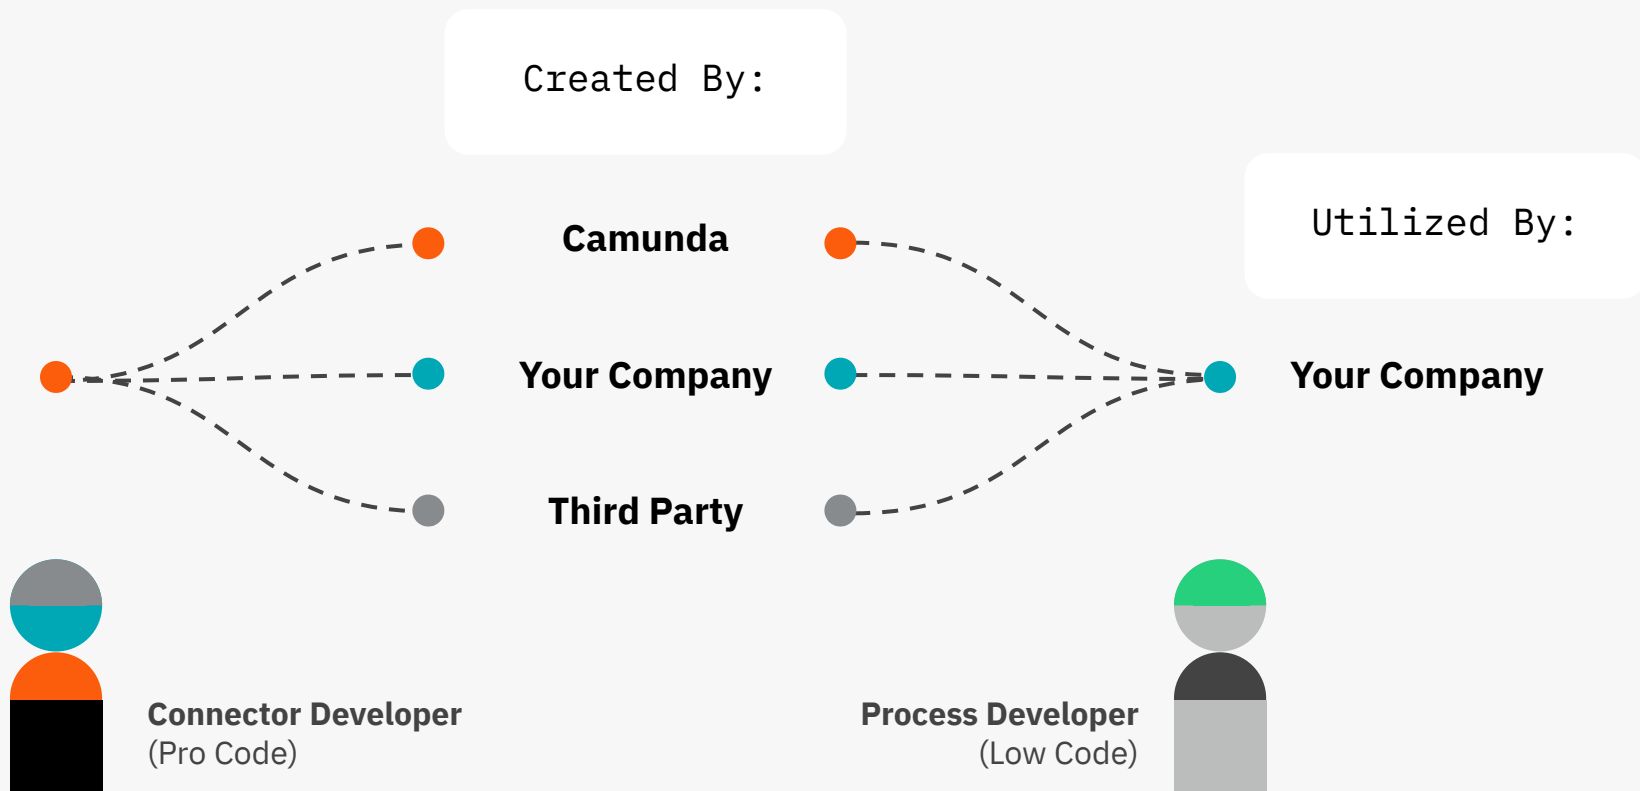 Created By:
Utilized By:
Camunda
Your Company
Your Company
Third Party
Connector Developer
(Pro Code)
Process Developer
(Low Code)